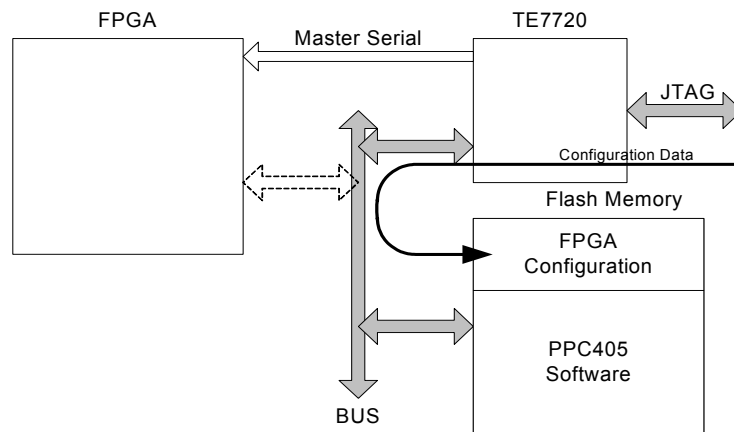 FPGA
TE7720
Master Serial
JTAG
Configuration Data
Flash Memory
FPGA
Configuration
PPC405
Software
BUS